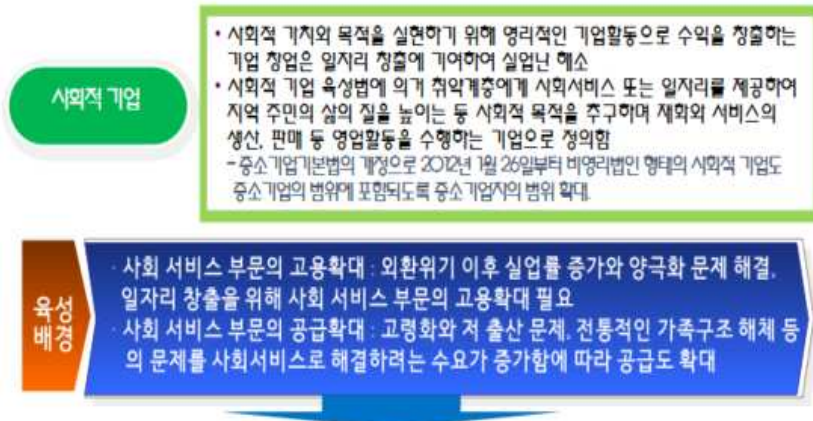 사회적 기업
• 사회적 가치와 목적을 실현하기 위해 영리적인 기업활동으로 수익을 창출하는
기업 창업은 일자리 창출에 기여하여 실업난 해소
• 사회적 기업 육성법에 의거 취약계층에게 사회서비스 또는 일자리를 제공하여
지역 주민의 삶의 질을 높이는 등 사회적 목적을 추구하며 재화와 서비스의
생산, 판매 등 영업활동을 수행하는 기업으로 정의함
- 중소기업기본법의 개정으로 2012년 1월 26일부터 비영리법인 형태의 사회적 기업도
중소기업의 범위에 포함되도록 중소기업자의 범위 확대.
육성
배경
· 사회 서비스 부문의 고용확대 : 외환위기 이후 실업률 증가와 양극화 문제 해결,
일자리 창출을 위해 사회 서비스 부문의 고용확대 필요
· 사회 서비스 부문의 공급확대 : 고령화와 저 출산 문제, 전통적인 가족구조 해체 등
의 문제를 사회서비스로 해결하려는 수요가 증가함에 따라 공급도 확대